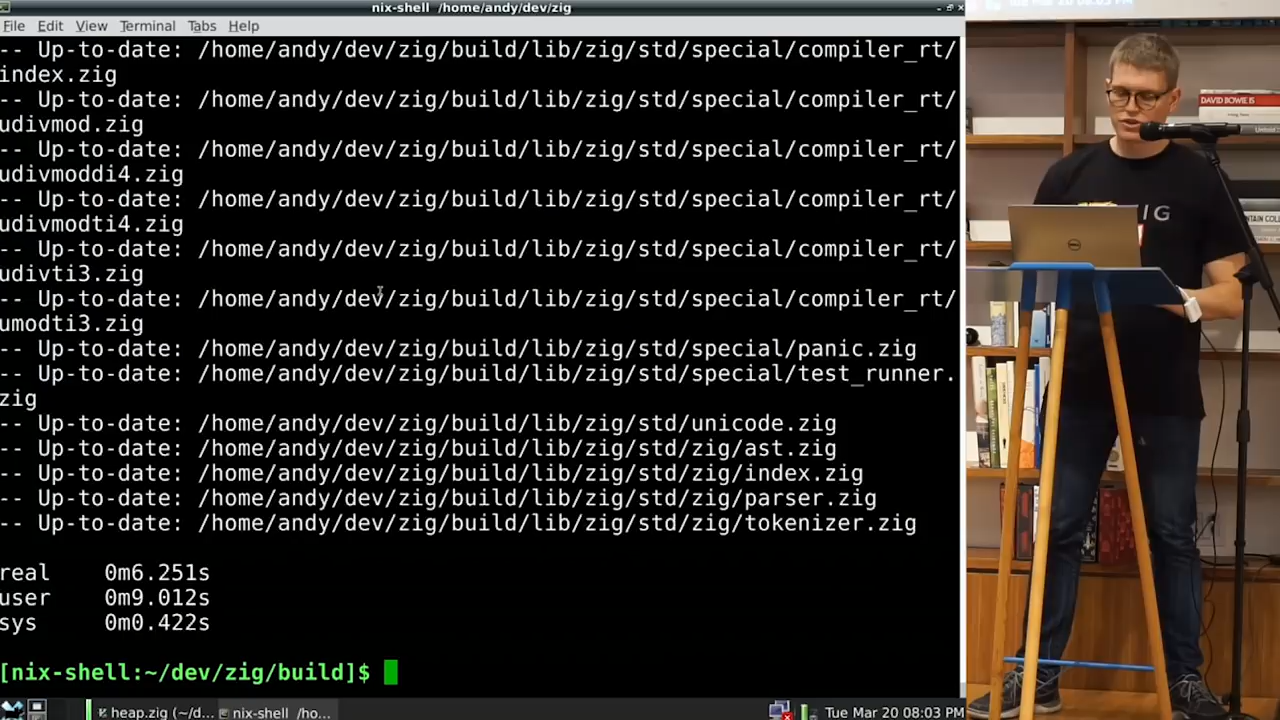 nix-shell /home/andy/dev/zig
File Edit View Terminal Tabs Help
-- Up-to-date: /home/andy/dev/zig/build/lib/zig/std/special/compiler_rt/
index.zig
-- Up-to-date: /home/andy/dev/zig/build/lib/zig/std/special/compiler_rt/
udivmod.zig
-- Up-to-date: /home/andy/dev/zig/build/lib/zig/std/special/compiler_rt/
udivmoddi4.zig
-- Up-to-date: /home/andy/dev/zig/build/lib/zig/std/special/compiler_rt/
udivmodti4.zig
-- Up-to-date: /home/andy/dev/zig/build/lib/zig/std/special/compiler_rt/
udivti3.zig
-- Up-to-date: /home/andy/dev/zig/build/lib/zig/std/special/compiler_rt/
umodti3.zig
-- Up-to-date: /home/andy/dev/zig/build/lib/zig/std/special/panic.zig
-- Up-to-date: /home/andy/dev/zig/build/lib/zig/std/special/test_runner.
zig
-- Up-to-date: /home/andy/dev/zig/build/lib/zig/std/unicode.zig
-- Up-to-date: /home/andy/dev/zig/build/lib/zig/std/zig/ast.zig
-- Up-to-date: /home/andy/dev/zig/build/lib/zig/std/zig/index.zig
-- Up-to-date: /home/andy/dev/zig/build/lib/zig/std/zig/parser.zig
-- Up-to-date: /home/andy/dev/zig/build/lib/zig/std/zig/tokenizer.zig
real 0m6.251s
user 0m9.012s
sys 0m0.422s
[nix-shell:~/dev/zig/build]$
heap.zig (~/d... nix-shell /ho... Tue Mar 20 08:03 PM
Tue Mar 20 08:03 PM
DAVID BOWIE IS
IG